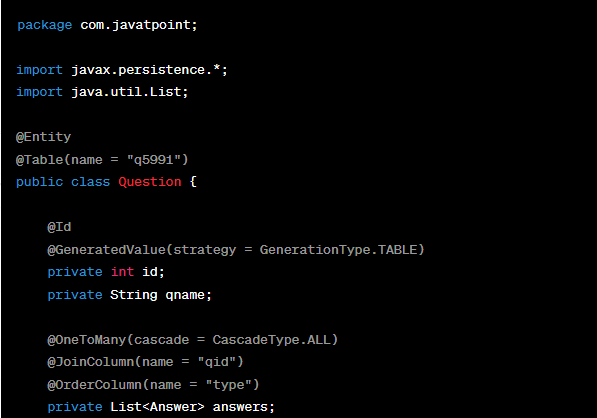 package com.javatpoint;
import javax.persistence.*;
import java.util.List;
@Entity
@Table(name = "q5991")
public class Question {
@Id
@GeneratedValue(strategy = GenerationType.TABLE)
private int id;
private String qname;
@OneToMany(cascade = CascadeType.ALL)
@JoinColumn(name = "qid")
@OrderColumn(name = "type")
private List<Answer> answers;